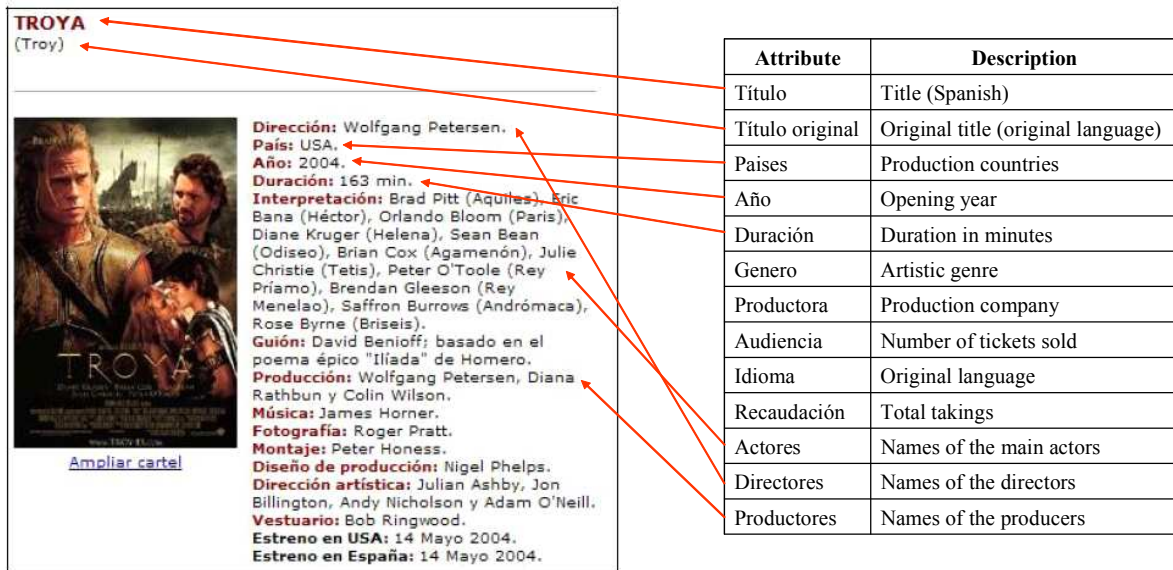 TROYA
(Troy)
TROYA
Ampliar cartel
Dirección: Wolfgang Petersen.
País: USA.
Año: 2004.
Duración: 163 min.
Interpretación: Brad Pitt (Aquiles), Eric
Bana (Héctor), Orlando Bloom (Paris),
Diane Kruger (Helena), Sean Bean
(Odiseo), Brian Cox (Agamenón), Julie
Christie (Tetis), Peter O'Toole (Rey
Príamo), Brendan Gleeson (Rey
Menelao), Saffron Burrows (Andrómaca),
Rose Byrne (Briseis).
Guión: David Benioff; basado en el
poema épico "Ilíada" de Homero.
Producción: Wolfgang Petersen, Diana
Rathbun y Colin Wilson.
Música: James Horner.
Fotografía: Roger Pratt.
Montaje: Peter Honess.
Diseño de producción: Nigel Phelps.
Dirección artística: Julian Ashby, Jon
Billington, Andy Nicholson y Adam O'Neill.
Vestuario: Bob Ringwood.
Estreno en USA: 14 Mayo 2004.
Estreno en España: 14 Mayo 2004.
Attribute Description
Título Title (Spanish)
Título original Original title (original language)
Paises Production countries
Año Opening year
Duración Duration in minutes
Genero Artistic genre
Productora Production company
Audiencia Number of tickets sold
Idioma Original language
Recaudación Total takings
Actores Names of the main actors
Directores Names of the directors
Productores Names of the producers